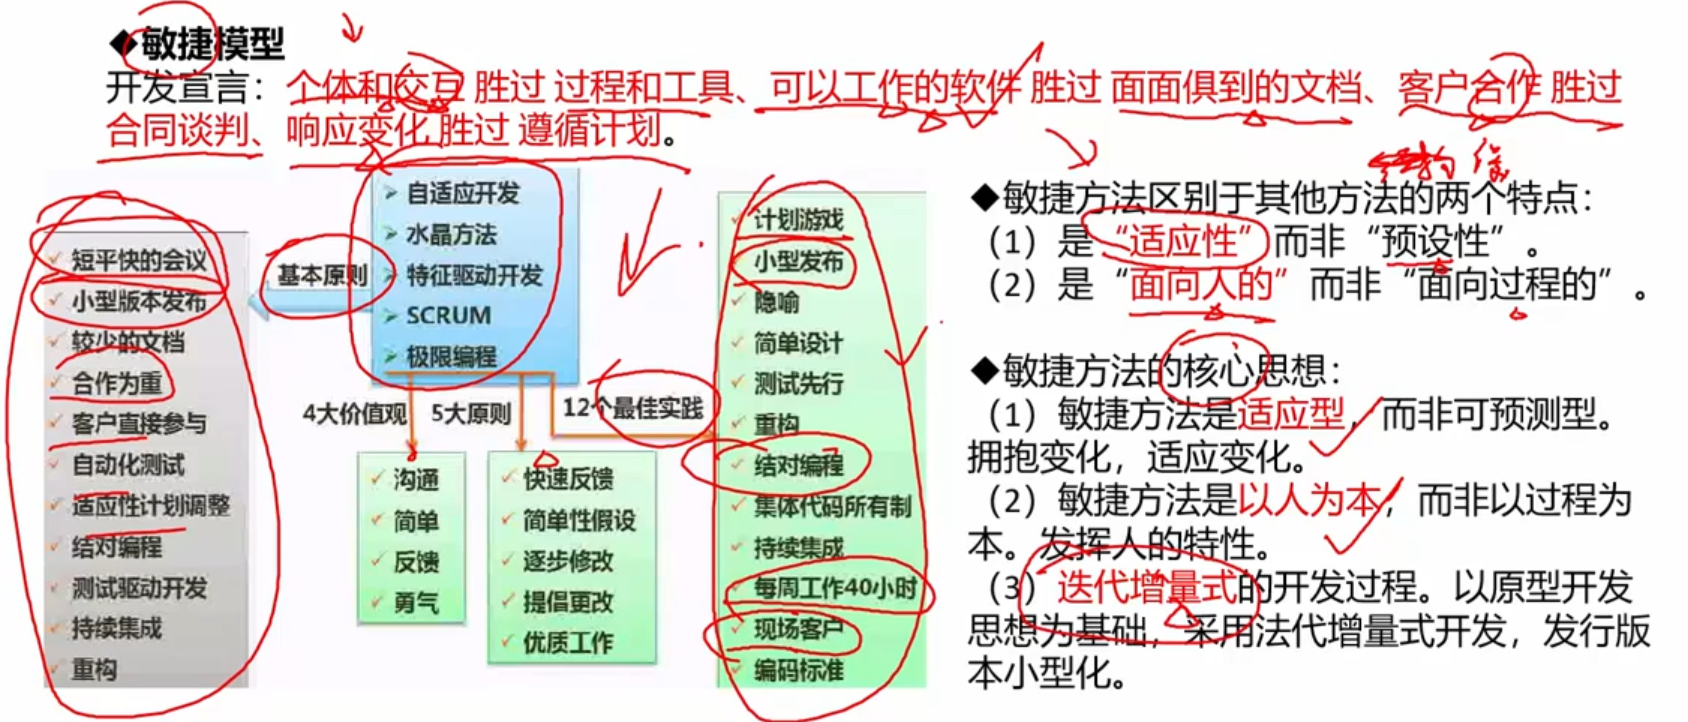 ◆敏捷模型
开发宣言：个体和交互 胜过 过程和工具、可以工作的软件 胜过 面面俱到的文档、客户合作 胜过
合同谈判、响应变化 胜过 遵循计划。
短平快的会议
小型版本发布
较少的文档
合作为重
客户直接参与
自动化测试
适应性计划调整
结对编程
测试驱动开发
持续集成
重构
基本原则
自适应开发
水晶方法
特征驱动开发
SCRUM
极限编程
4大价值观
5大原则
12个最佳实践
沟通
简单
反馈
勇气
快速反馈
简单性假设
逐步修改
提倡更改
优质工作
计划游戏
小型发布
隐喻
简单设计
测试先行
重构
结对编程
集体代码所有制
持续集成
每周工作40小时
现场客户
编码标准
◆敏捷方法区别于其他方法的两个特点：
（1）是“适应性”而非“预设性”。
（2）是“面向人的”而非“面向过程的”。
◆敏捷方法的核心思想：
（1）敏捷方法是适应型，而非可预测型。
拥抱变化，适应变化。
（2）敏捷方法是以人为本，而非以过程为
本。发挥人的特性。
（3）迭代增量式的开发过程。以原型开发
思想为基础，采用法代增量式开发，发行版
本小型化。